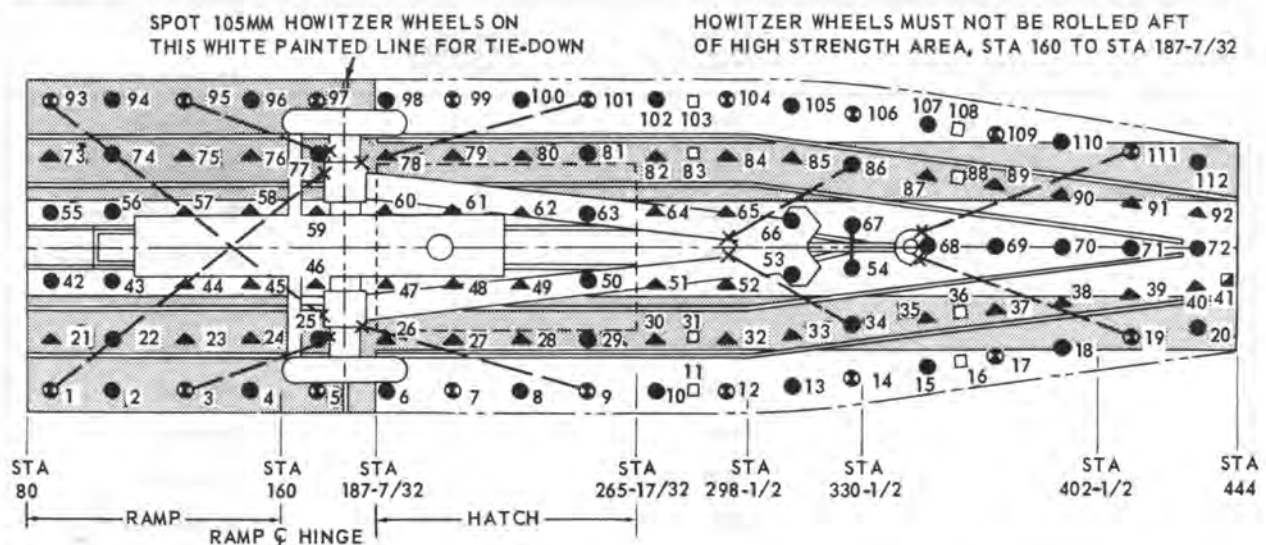 SPOT 105MM HOWITZER WHEELS ON
THIS WHITE PAINTED LINE FOR TIE-DOWN
HOWITZER WHEELS MUST NOT BE ROLLED AFT
OF HIGH STRENGTH AREA, STA 160 TO STA 187-7/32
93 94 95 96 97 98 99 100 101 102 103 104 105 106 107 108 109 110 111 112
73 74 75 76 77 78 79 80 81 82 83 84 85 86 87 88 89 90 91 92
55 56 57 58 59 60 61 62 63 64 65 66 67 68 69 70 71 72
42 43 44 45 46 47 48 49 50 51 52 53 54
21 22 23 24 25 26 27 28 29 30 31 32 33 34 35 36 37 38 39 40 41
1 2 3 4 5 6 7 8 9 10 11 12 13 14 15 16 17 18 19 20
STA STA STA STA STA STA STA STA
80 160 187-7/32 265-17/32 298-1/2 330-1/2 402-1/2 444
RAMP HATCH
RAMP ℄ HINGE